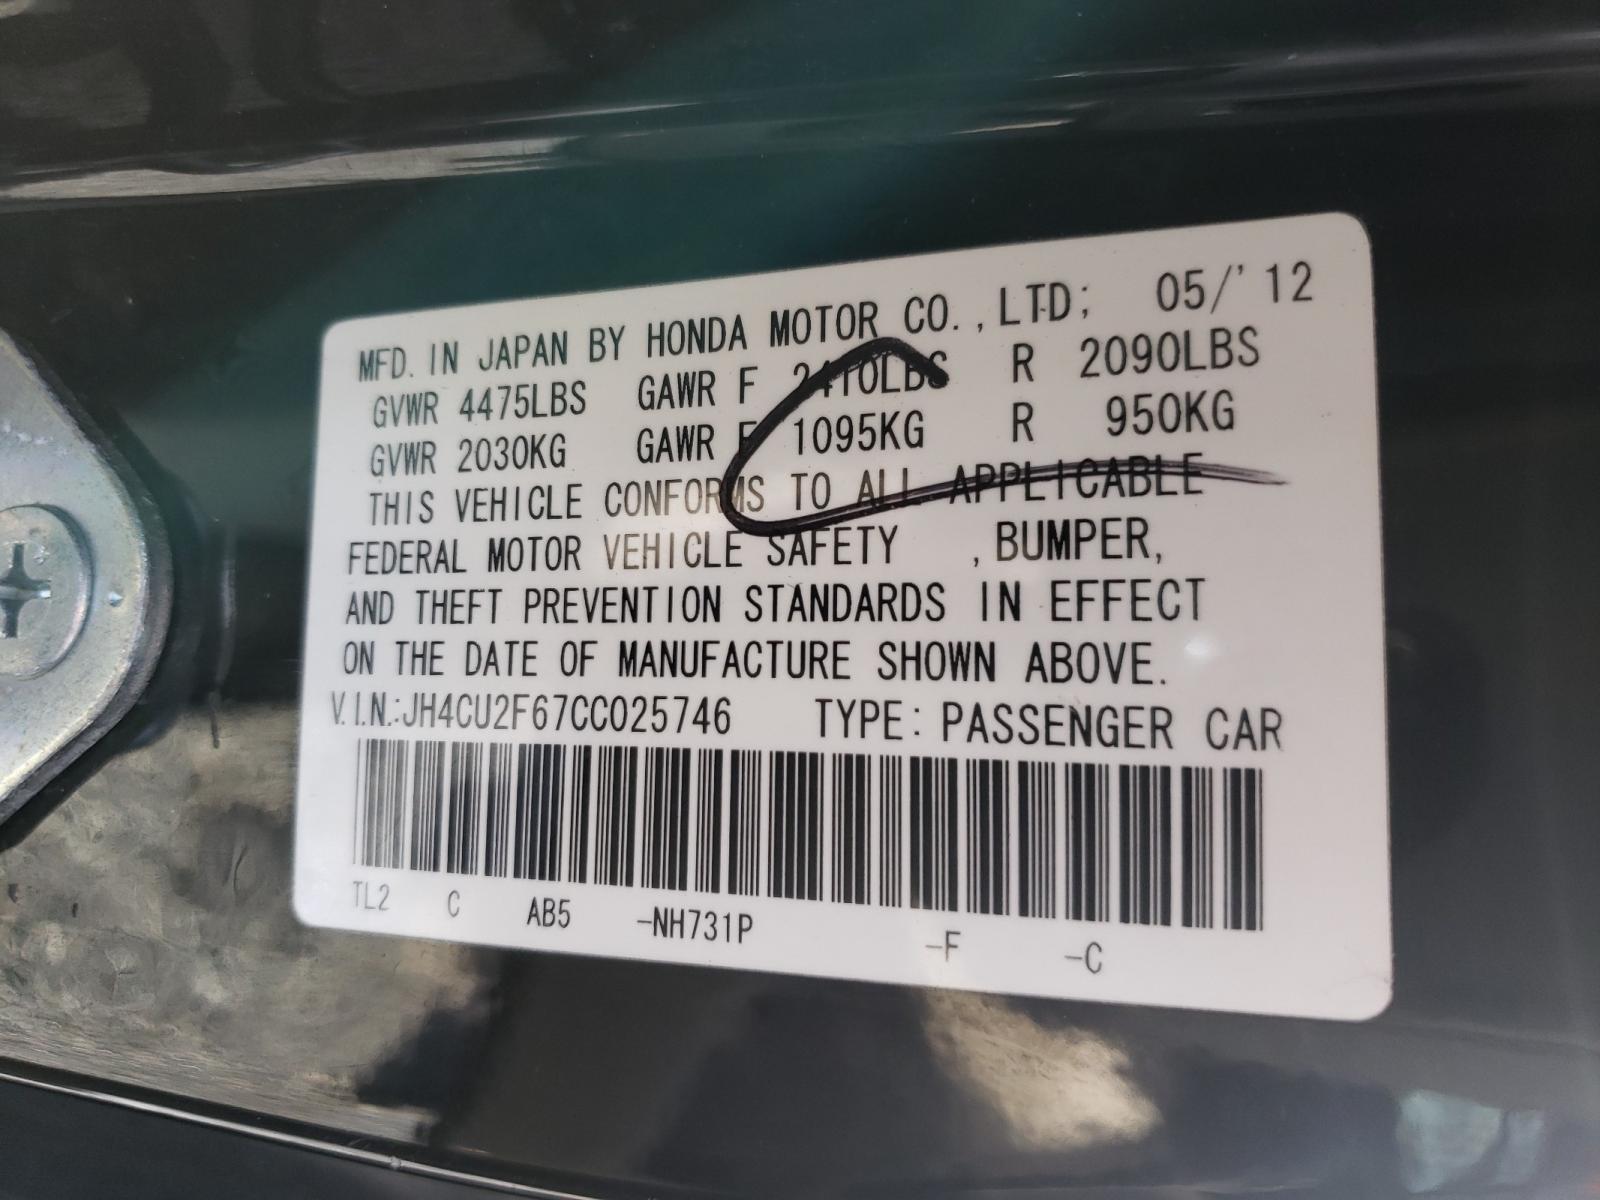 MFD. IN JAPAN BY HONDA MOTOR CO.,LTD; 05/'12
GVWR 4475LBS GAWR F 2410LBS R 2090LBS
GVWR 2030KG GAWR F 1095KG R 950KG
THIS VEHICLE CONFORMS TO ALL APPLICABLE
FEDERAL MOTOR VEHICLE SAFETY , BUMPER,
AND THEFT PREVENTION STANDARDS IN EFFECT
ON THE DATE OF MANUFACTURE SHOWN ABOVE.
V.I.N.:JH4CU2F67CC025746 TYPE: PASSENGER CAR
TL2 C AB5 -NH731P -F -C